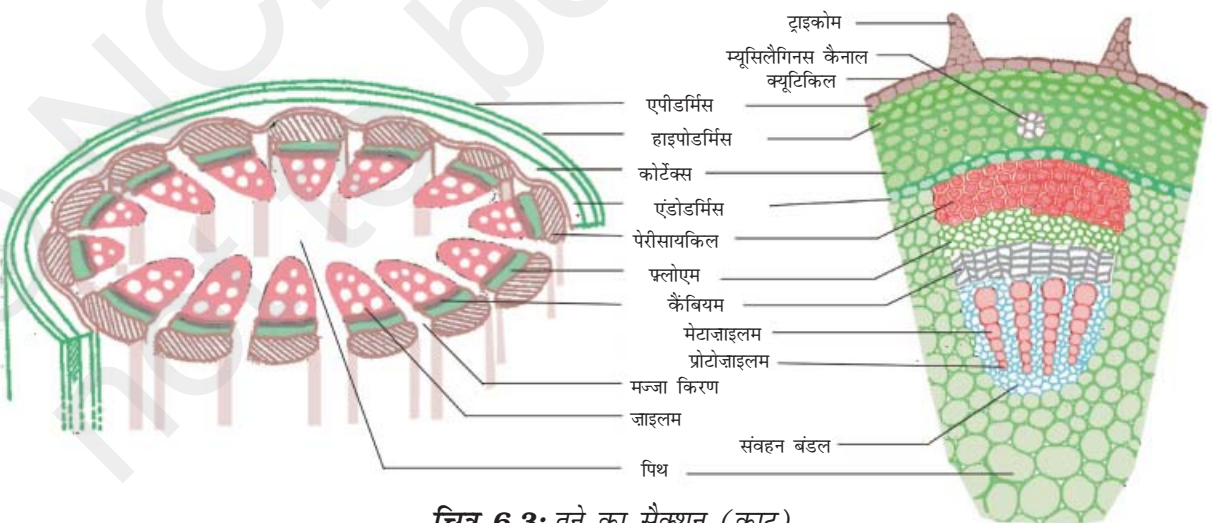 ट्राइकोम
म्यूसिलैगिनस कैनाल
क्यूटिकिल
एपीडर्मिस
हाइपोडर्मिस
कोर्टेक्स
एंडोडर्मिस
पेरीसायकिल
फ़्लोएम
कैंबियम
मेटाज़ाइलम
प्रोटोज़ाइलम
मज्जा किरण
ज़ाइलम
संवहन बंडल
पिथ
चित्र 6.3: तने का सैक्शन (काट)